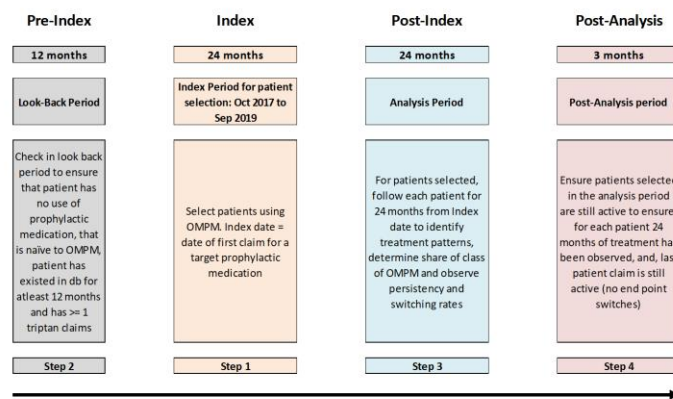 Pre-Index
Index
Post-Index
Post-Analysis
12 months
24 months
24 months
3 months
Look-Back Period
Index Period for patient
selection: Oct 2017 to
Sep 2019
Analysis Period
Post-Analysis period
Check in look back
period to ensure
that patient has
no use of
prophylactic
medication, that
is naïve to OMPM,
patient has
existed in db for
atleast 12 months
and has >= 1
triptan claims
Select patients using
OMPM. Index date =
date of first claim for a
target prophylactic
medication
For patients selected,
follow each patient for
24 months from Index
date to identify
treatment patterns,
determine share of class
of OMPM and observe
persistency and
switching rates
Ensure patients selected
in the analysis period
are still active to ensure
for each patient 24
months of treatment ha
been observed, and, las
patient claim is still
active (no end point
switches)
Step 2
Step 1
Step 3
Step 4